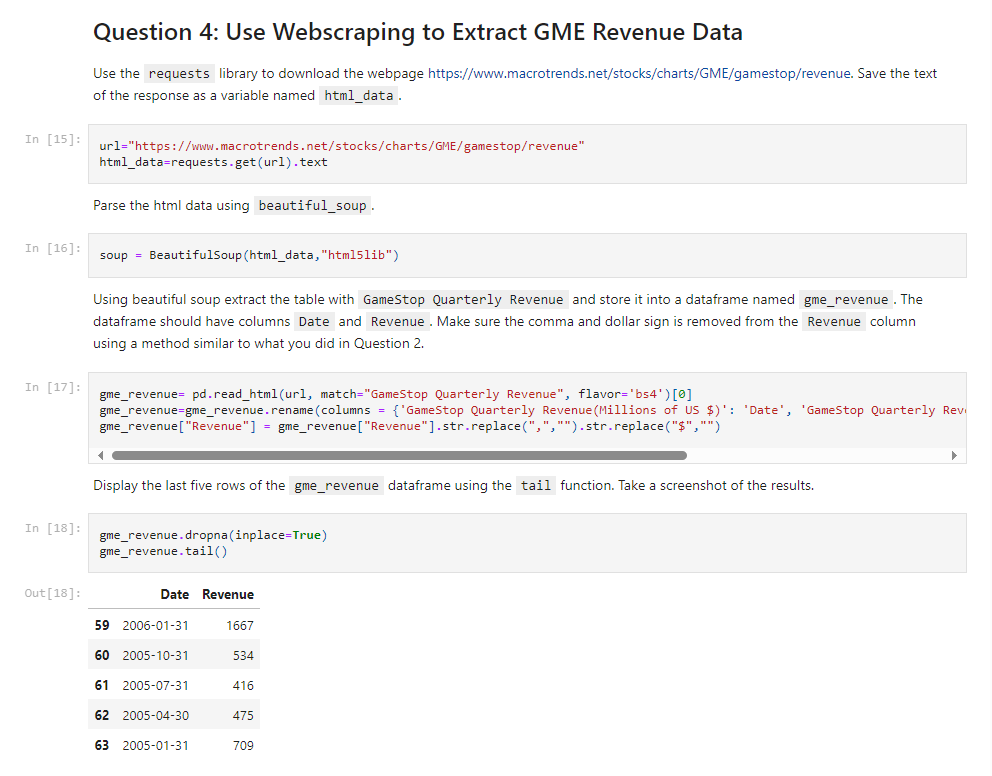 Question 4: Use Webscraping to Extract GME Revenue Data
Use the requests library to download the webpage https://www.macrotrends.net/stocks/charts/GME/gamestop/revenue. Save the text
of the response as a variable named html_data.
In [15]:
url="https://www.macrotrends.net/stocks/charts/GME/gamestop/revenue"
html_data=requests.get(url).text
Parse the html data using beautiful_soup.
In [16]:
soup = BeautifulSoup(html_data,"html5lib")
Using beautiful soup extract the table with GameStop Quarterly Revenue and store it into a dataframe named gme_revenue. The
dataframe should have columns Date and Revenue. Make sure the comma and dollar sign is removed from the Revenue column
using a method similar to what you did in Question 2.
In [17]:
gme_revenue= pd.read_html(url, match="GameStop Quarterly Revenue", flavor='bs4')[0]
gme_revenue=gme_revenue.rename(columns = {'GameStop Quarterly Revenue(Millions of US $)': 'Date', 'GameStop Quarterly Rev
gme_revenue["Revenue"] = gme_revenue["Revenue"].str.replace(",","").str.replace("$","")
Display the last five rows of the gme_revenue dataframe using the tail function. Take a screenshot of the results.
In [18]:
gme_revenue.dropna(inplace=True)
gme_revenue.tail()
Out[18]:
Date Revenue
59 2006-01-31 1667
60 2005-10-31 534
61 2005-07-31 416
62 2005-04-30 475
63 2005-01-31 709